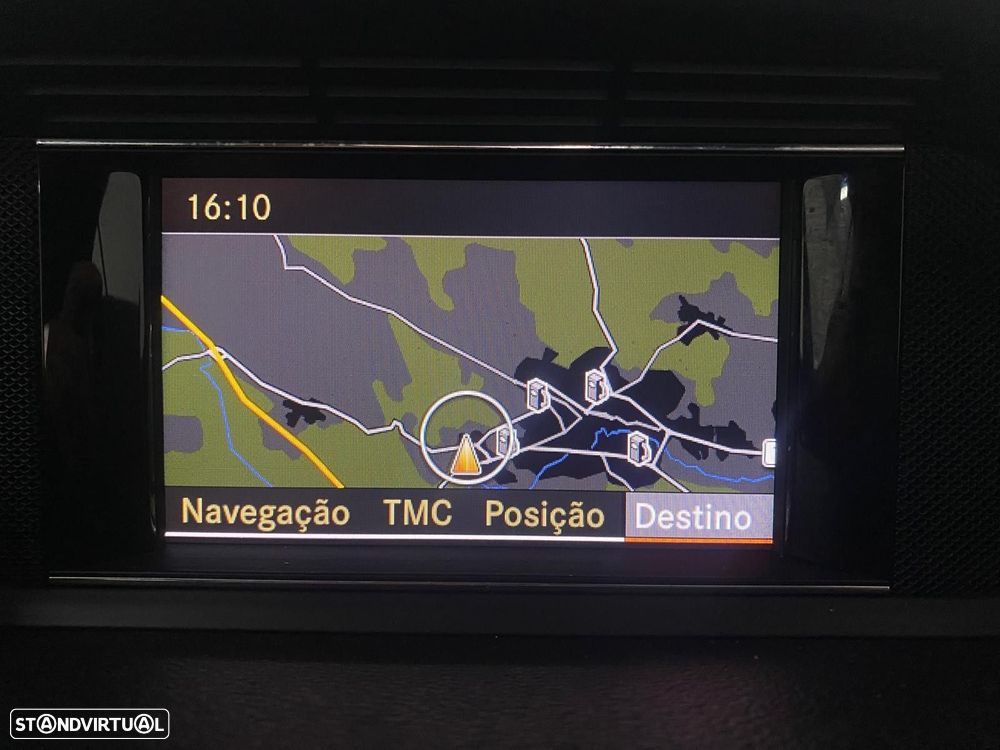 16:10
Navegação TMC Posição Destino
STANDVIRTUAL